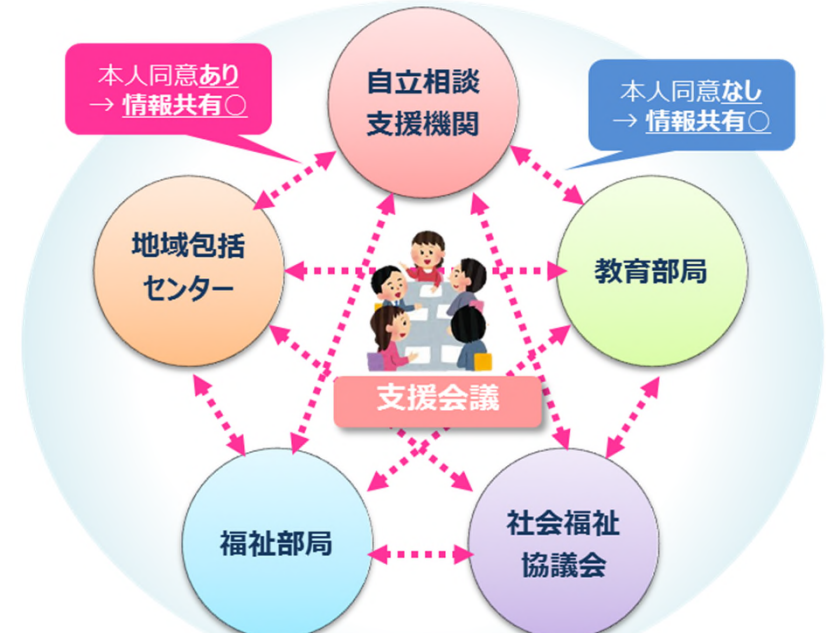 本人同意あり
→ 情報共有○
自立相談
支援機関
本人同意なし
→ 情報共有○
地域包括
センター
教育部局
支援会議
福祉部局
社会福祉
協議会